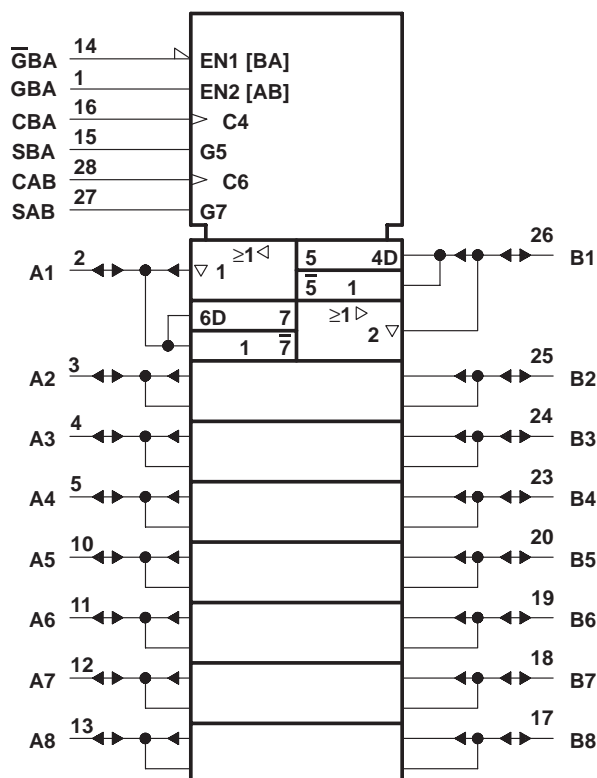 G̅BA 14 EN1 [BA]
GBA 1 EN2 [AB]
CBA 16 C4
SBA 15 G5
CAB 28 C6
SAB 27 G7
A1 2 ≥1 1 5 4D 26 B1
5̅ 1
6D 7 ≥1 2
1 7̅
A2 3 25 B2
A3 4 24 B3
A4 5 23 B4
A5 10 20 B5
A6 11 19 B6
A7 12 18 B7
A8 13 17 B8